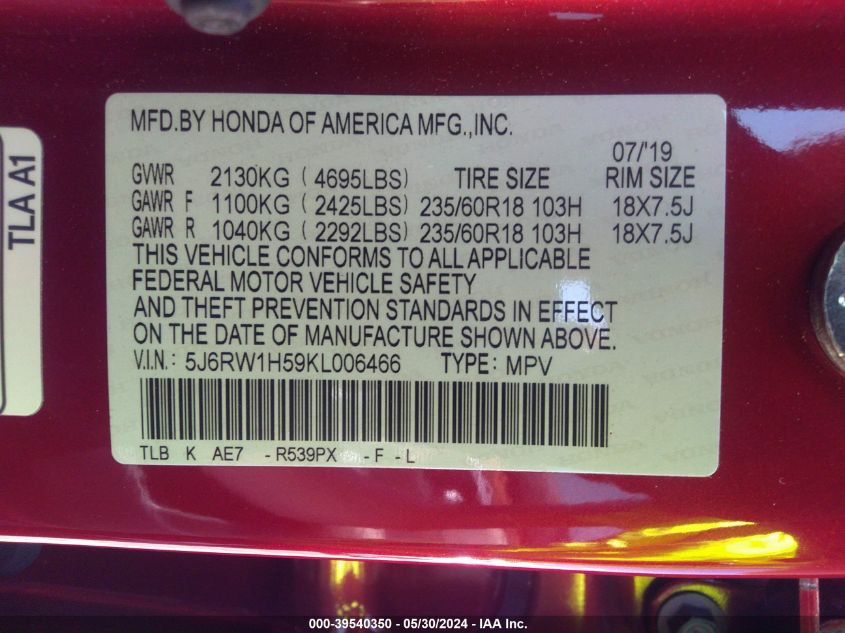 MFD.BY HONDA OF AMERICA MFG.,INC.
07/'19
GVWR 2130KG ( 4695LBS) TIRE SIZE RIM SIZE
GAWR F 1100KG ( 2425LBS) 235/60R18 103H 18X7.5J
GAWR R 1040KG ( 2292LBS) 235/60R18 103H 18X7.5J
THIS VEHICLE CONFORMS TO ALL APPLICABLE
FEDERAL MOTOR VEHICLE SAFETY
AND THEFT PREVENTION STANDARDS IN EFFECT
ON THE DATE OF MANUFACTURE SHOWN ABOVE.
V.I.N.: 5J6RW1H59KL006466 TYPE: MPV
TLB K AE7 -R539PX -F -L
TLA A1
000-39540350 — 05/30/2024 — IAA Inc.